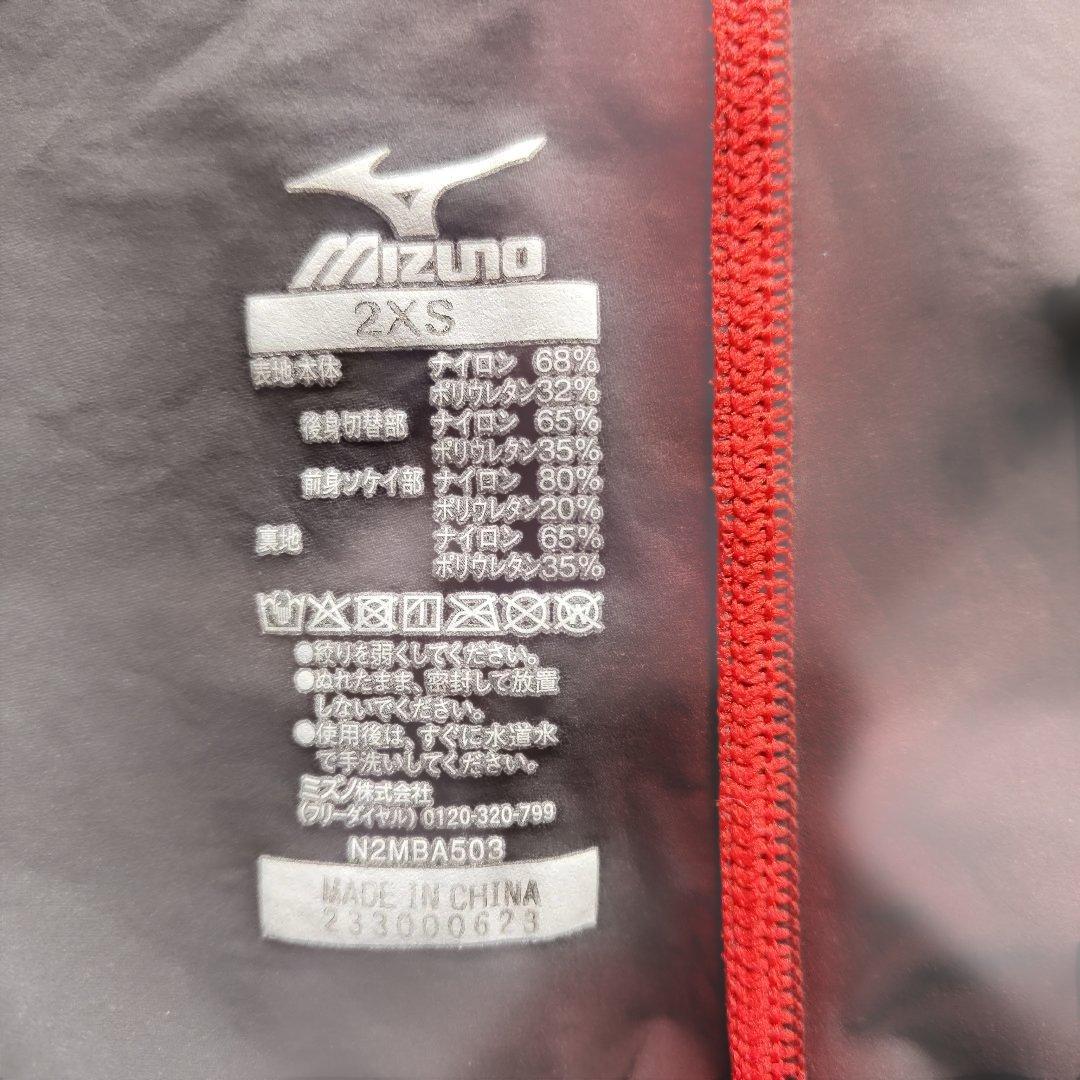 MIZUNO
2XS
表地 本体 ナイロン 68%
ポリウレタン32%
後身切替部 ナイロン 65%
ポリウレタン35%
前身ソケイ部 ナイロン 80%
ポリウレタン20%
裏地 ナイロン 65%
ポリウレタン35%
●絞りを弱くしてください。
●ぬれたまま、密封して放置
しないでください。
●使用後は、すぐに水道水
で手洗いしてください。
ミズノ株式会社
(フリーダイヤル) 0120-320-799
N2MBA503
MADE IN CHINA
233000623